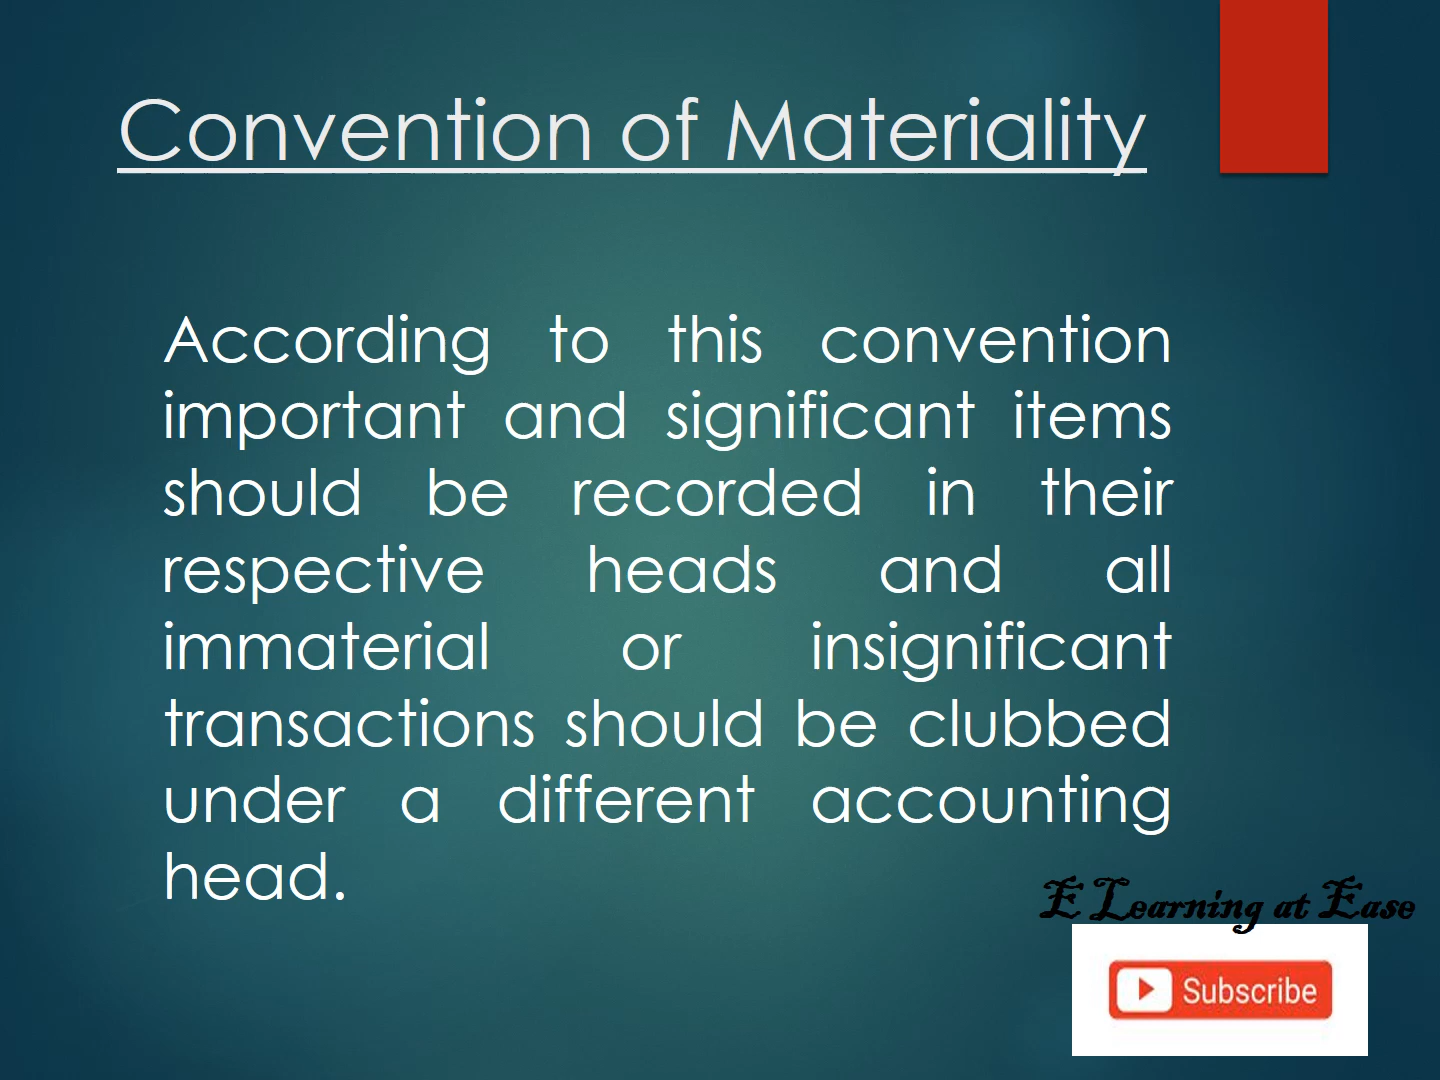 Convention of Materiality
According to this convention
important and significant items
should be recorded in their
respective heads and all
immaterial or insignificant
transactions should be clubbed
under a different accounting
head.
E Learning at Ease
Subscribe